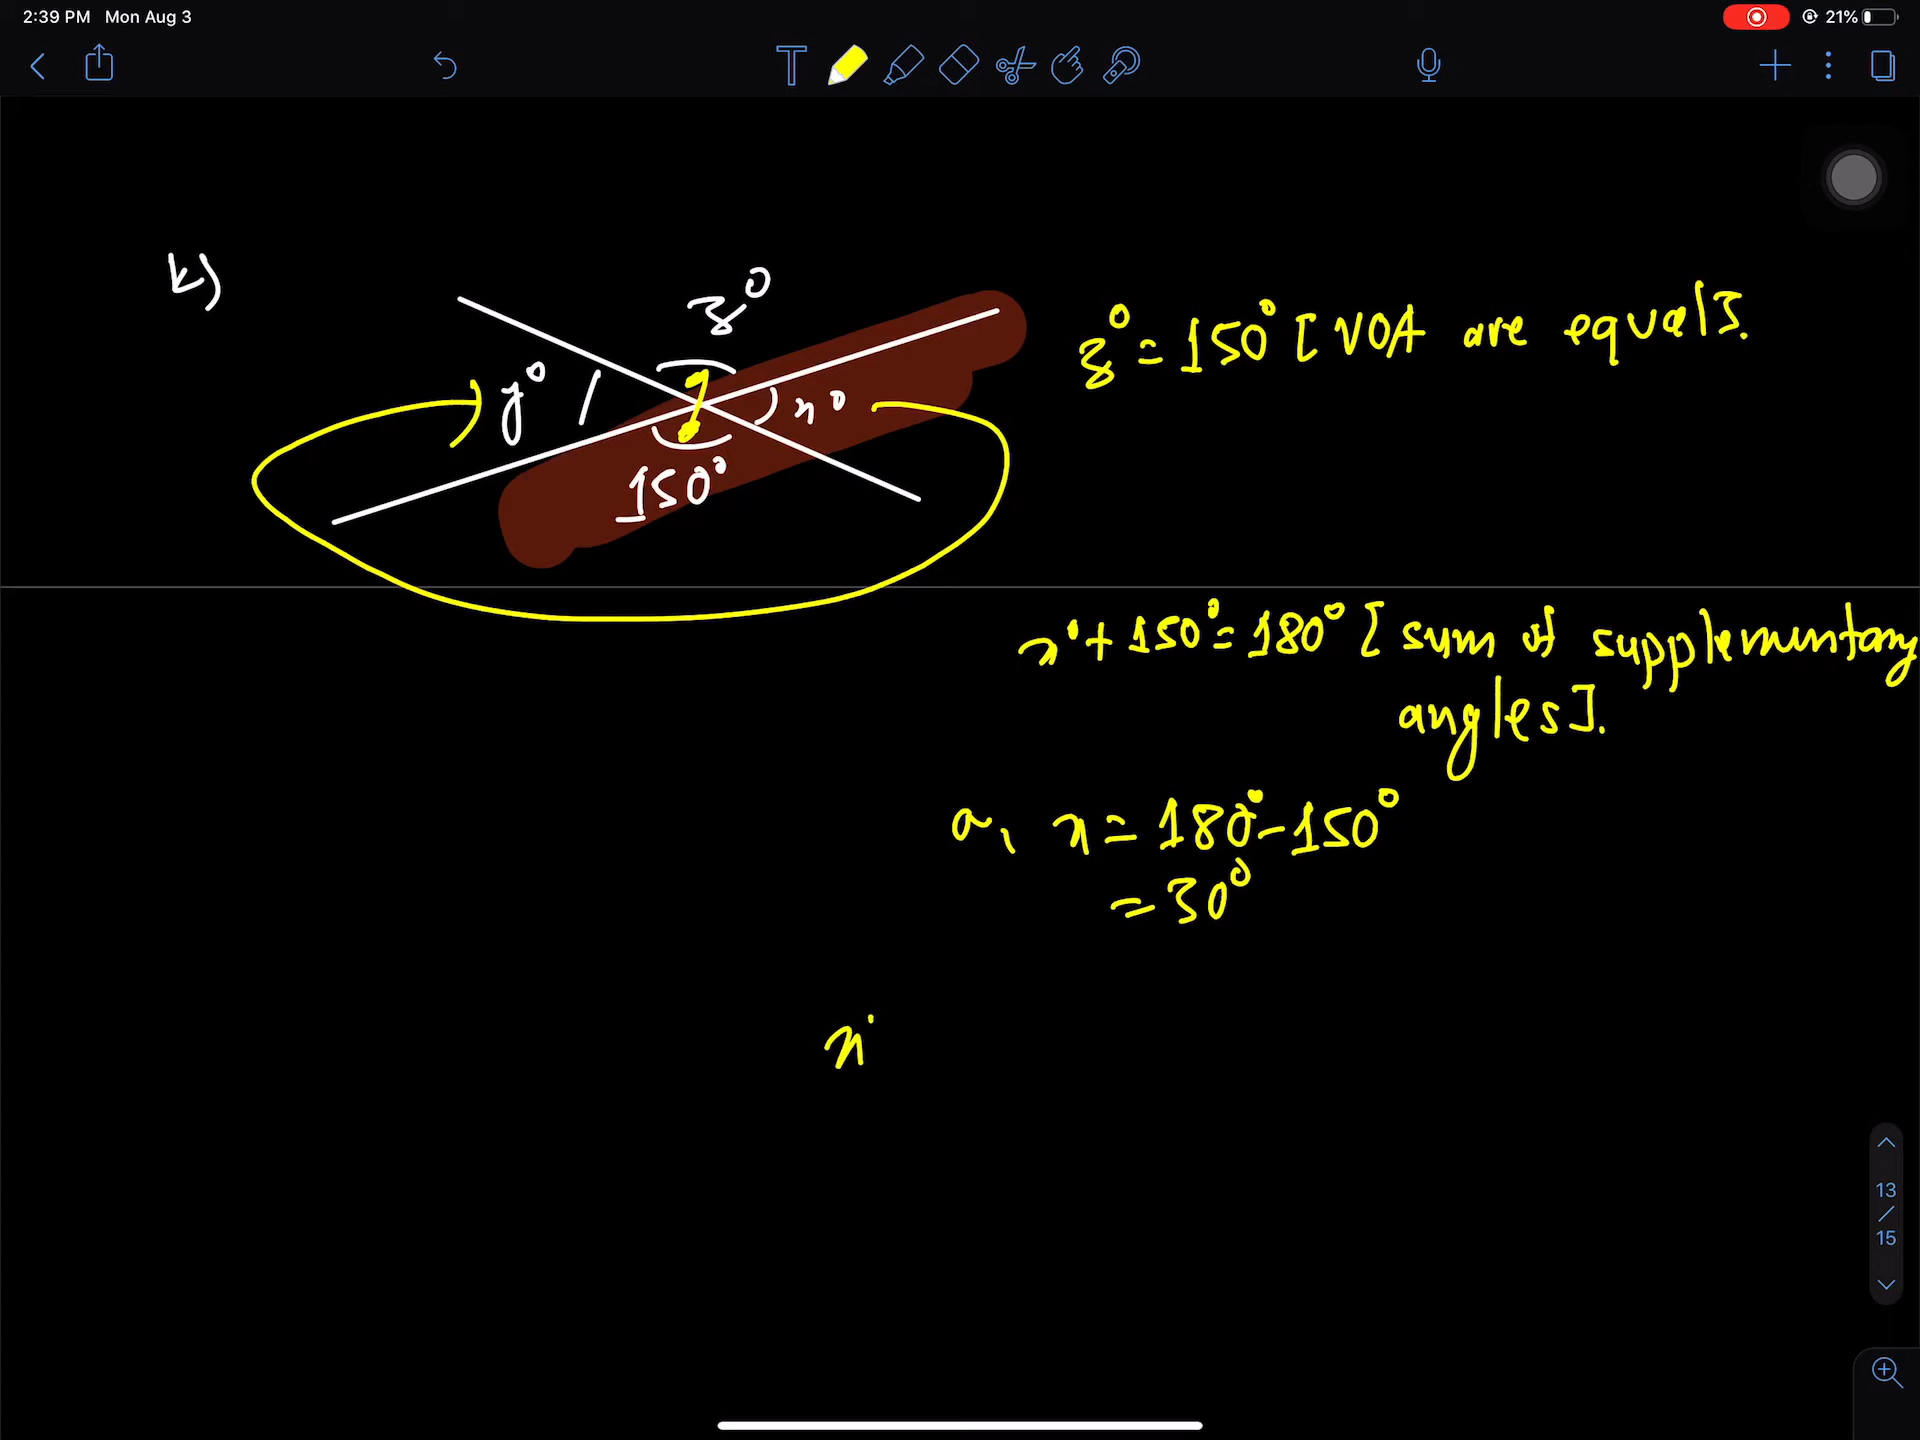 2:39 PM Mon Aug 3
21%
k)
z°
y°
x°
150°
z° = 150° [VOA are equal].
x° + 150° = 180° [sum of supplementary
angles].
or, x = 180° - 150°
= 30°
x
13
/
15